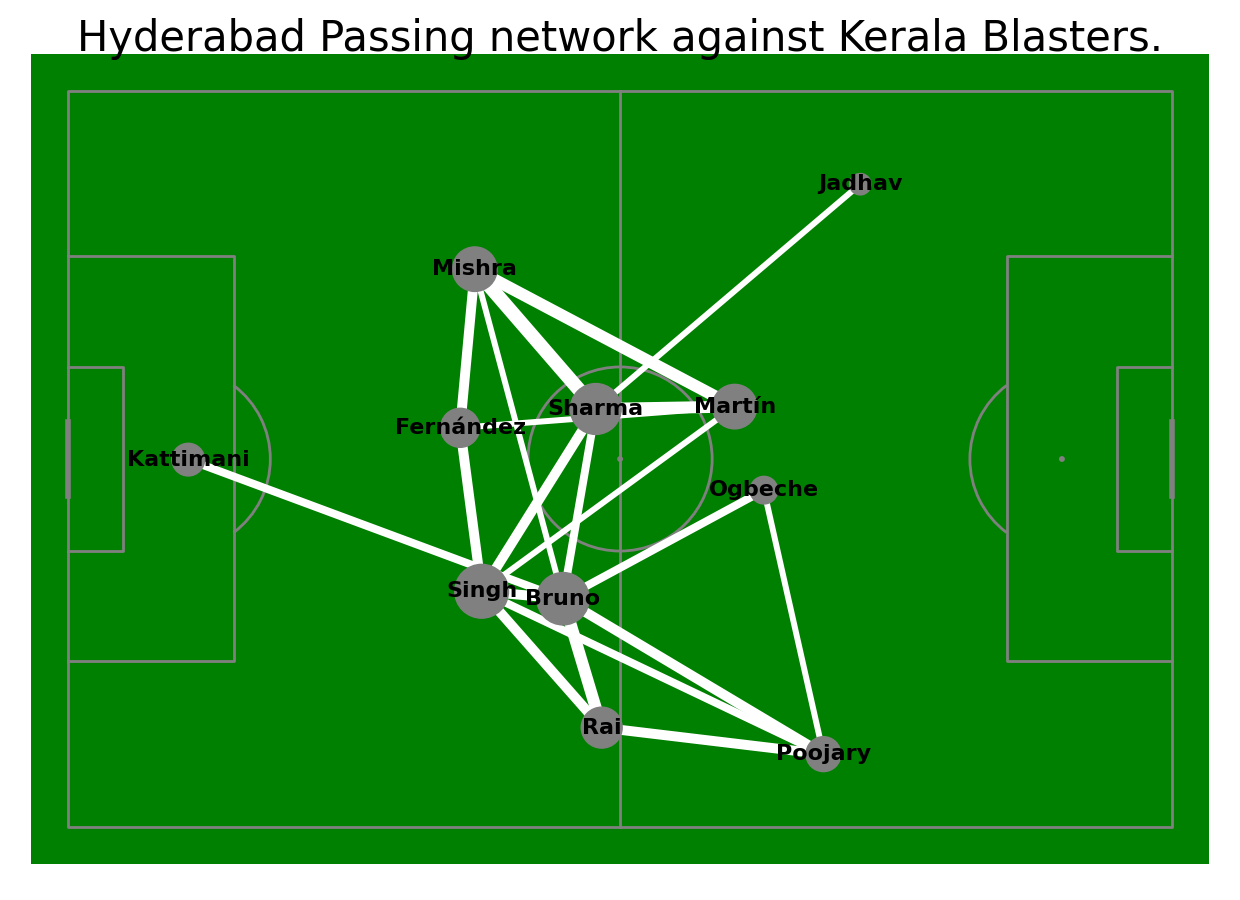 Hyderabad Passing network against Kerala Blasters.
Jadhav
Mishra
Sharma
Martín
Fernández
Kattimani
Ogbeche
Singh
Bruno
Rai
Poojary